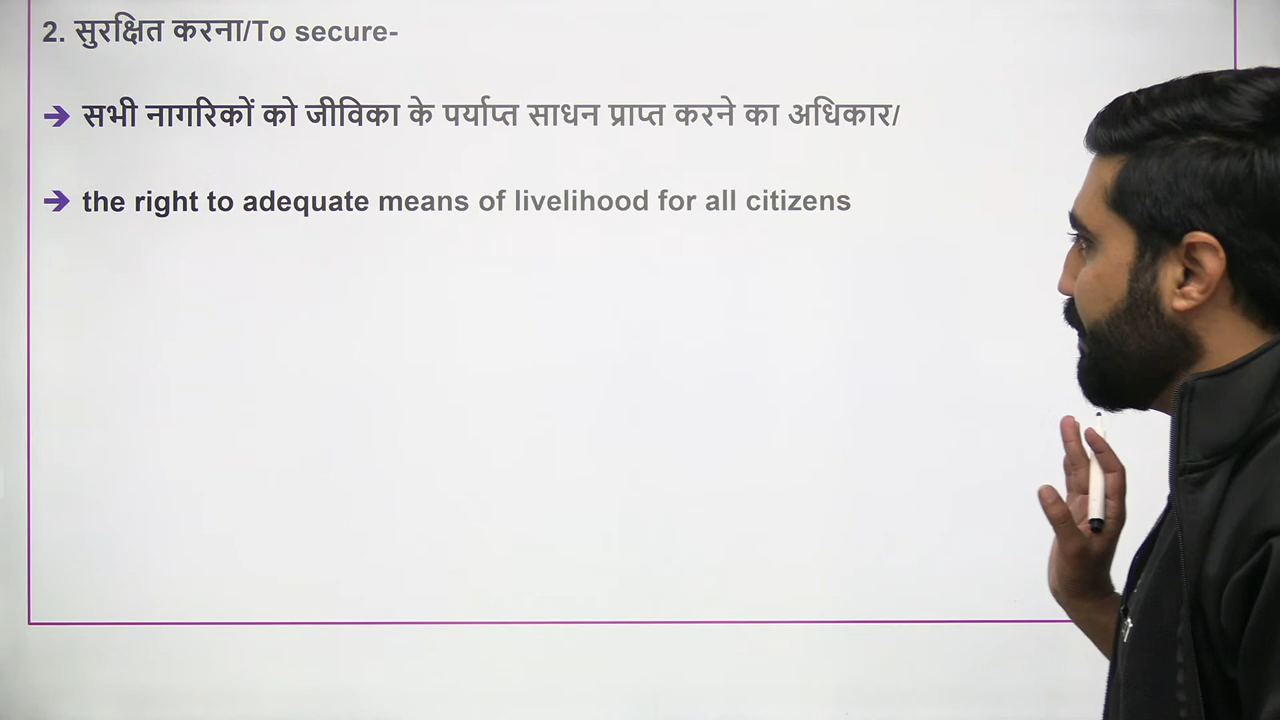 2. सुरक्षित करना/To secure-
➔ सभी नागरिकों को जीविका के पर्याप्त साधन प्राप्त करने का अधिकार/
➔ the right to adequate means of livelihood for all citizens